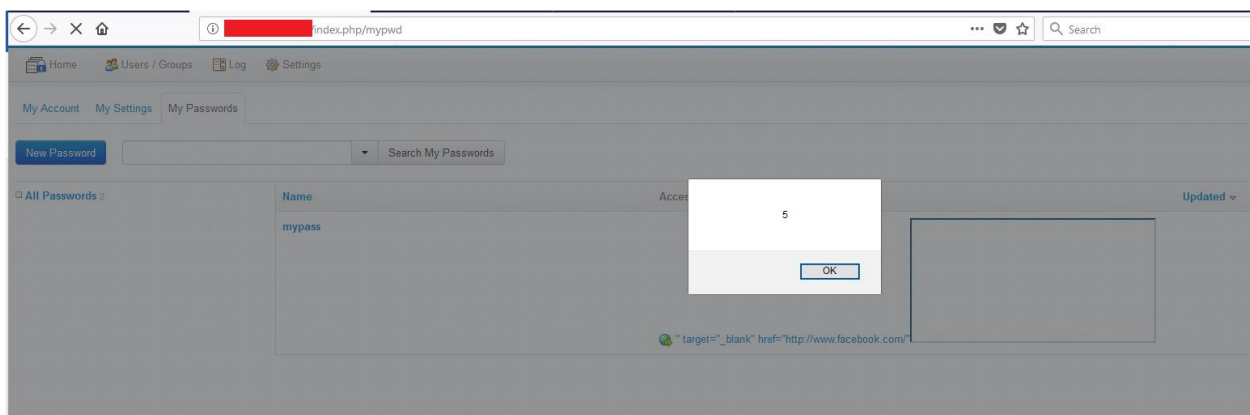 /index.php/mypwd
Search
Home Users / Groups Log Settings
My Account My Settings My Passwords
New Password Search My Passwords
All Passwords 2
Name Acces Updated
5
mypass
OK
" target="_blank" href="http://www.facebook.com/"